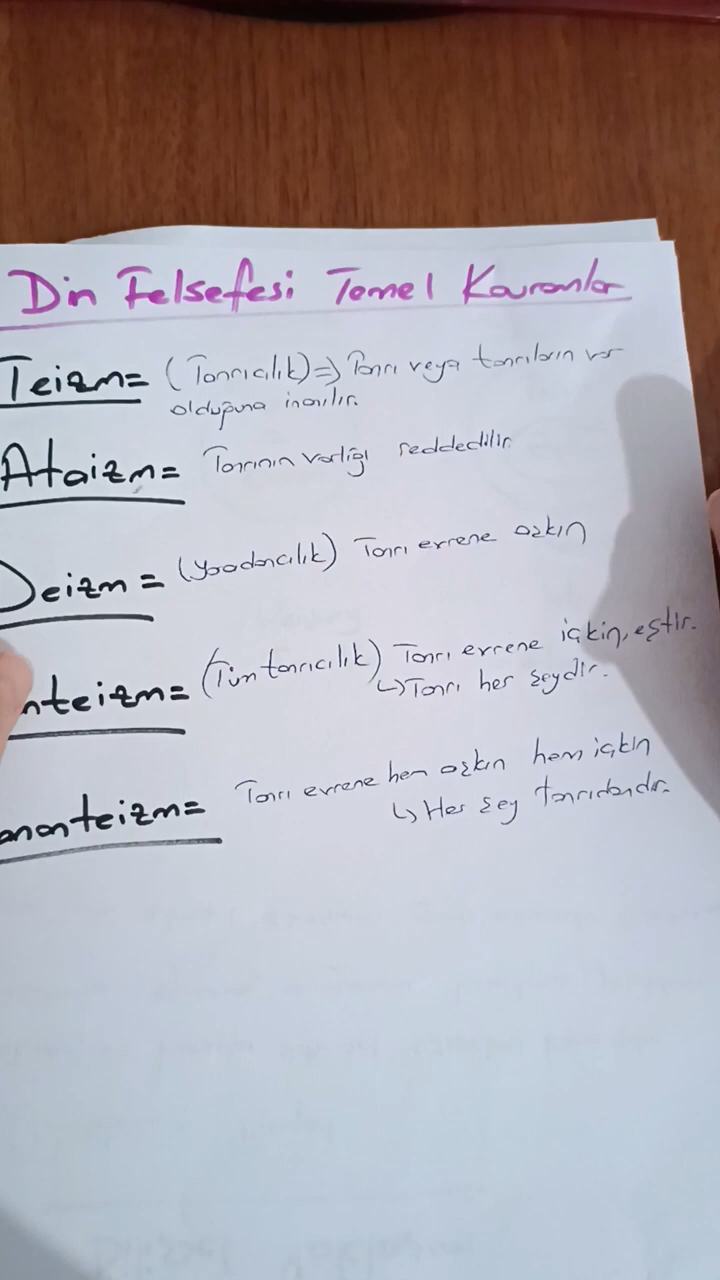 Din Felsefesi Temel Kavramlar
Teizm= (Tanrıcılık)=> Tanrı veya tanrıların var
olduğuna inanılır.
Ataizm= Tanrının varlığı reddedilir
Deizm= (Yaradancılık) Tanrı evrene aşkın
nteizm= (Tüm tanrıcılık) Tanrı evrene içkin, eştir.
↳Tanrı her şeydir.
ananteizm= Tanrı evrene hem aşkın hem içkin
↳Her şey tanrıdandır.